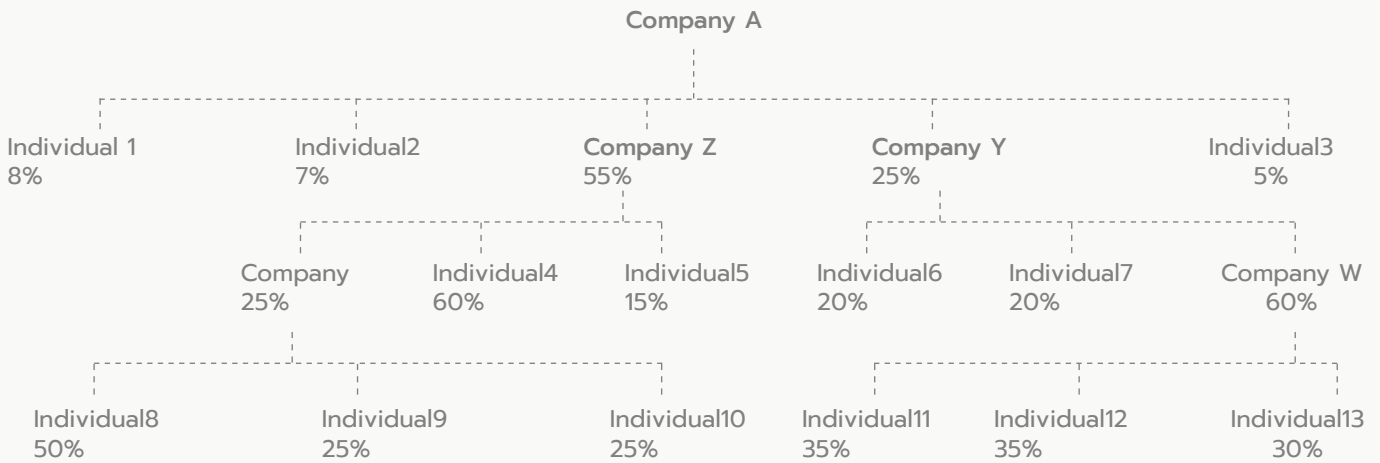 Company A
Individual 1
8%
Individual2
7%
Company Z
55%
Company Y
25%
Individual3
5%
Company
25%
Individual4
60%
Individual5
15%
Individual6
20%
Individual7
20%
Company W
60%
Individual8
50%
Individual9
25%
Individual10
25%
Individual11
35%
Individual12
35%
Individual13
30%